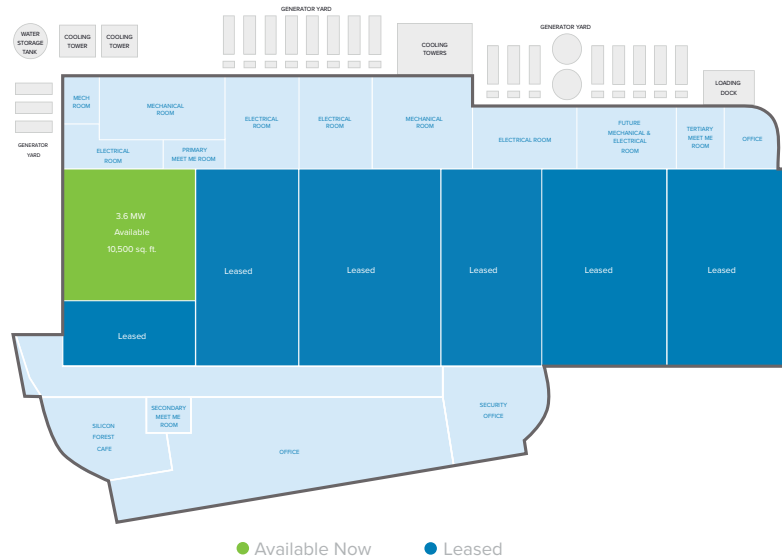 GENERATOR YARD
GENERATOR YARD
WATER
STORAGE
TANK
COOLING
TOWER
COOLING
TOWER
COOLING
TOWERS
LOADING
DOCK
GENERATOR
YARD
MECH
ROOM
MECHANICAL
ROOM
ELECTRICAL
ROOM
ELECTRICAL
ROOM
MECHANICAL
ROOM
ELECTRICAL ROOM
FUTURE
MECHANICAL &
ELECTRICAL
ROOM
TERTIARY
MEET ME
ROOM
OFFICE
ELECTRICAL
ROOM
PRIMARY
MEET ME ROOM
3.6 MW
Available
10,500 sq. ft.
Leased
Leased
Leased
Leased
Leased
Leased
SECONDARY
MEET ME
ROOM
SECURITY
OFFICE
SILICON
FOREST
CAFE
OFFICE
Available Now
Leased